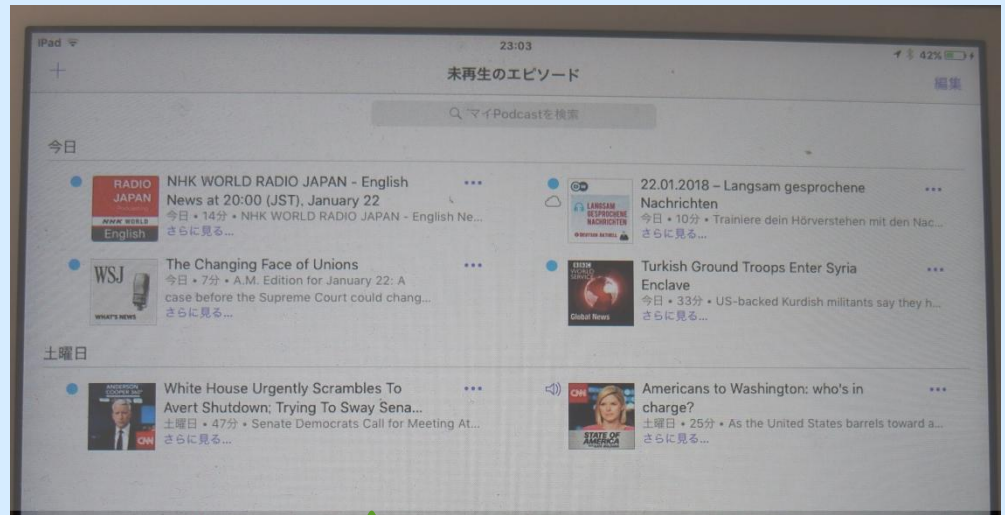 iPad
23:03
42%
未再生のエピソード
編集
マイPodcastを検索
今日
RADIO
JAPAN
NHK WORLD
English
NHK WORLD RADIO JAPAN - English
News at 20:00 (JST), January 22
今日・14分・NHK WORLD RADIO JAPAN - English Ne...
さらに見る...
LANGSAM
GESPROCHENE
NACHRICHTEN
22.01.2018 – Langsam gesprochene
Nachrichten
今日・10分・Trainiere dein Hörverstehen mit den Nac...
さらに見る...
WSJ
WHAT'S NEWS
The Changing Face of Unions
今日・7分・A.M. Edition for January 22: A
case before the Supreme Court could chang...
さらに見る...
BBC
WORLD
SERVICE
Global News
Turkish Ground Troops Enter Syria
Enclave
今日・33分・US-backed Kurdish militants say they h...
さらに見る...
土曜日
ANDERSON
COOPER 360°
CNN
White House Urgently Scrambles To
Avert Shutdown; Trying To Sway Sena...
土曜日・47分・Senate Democrats Call for Meeting At...
さらに見る...
CNN
STATE OF
AMERICA
Americans to Washington: who's in
charge?
土曜日・25分・As the United States barrels toward a...
さらに見る...